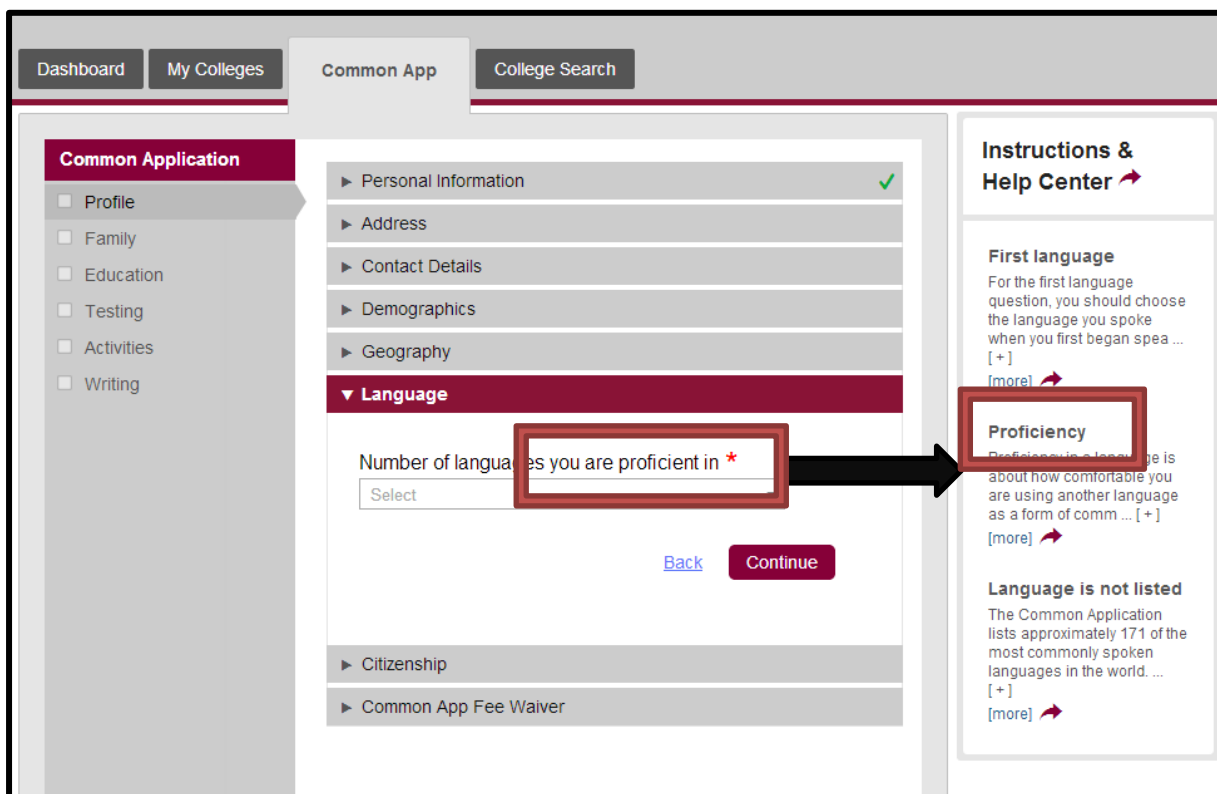 Dashboard
My Colleges
Common App
College Search
Common Application
Profile
Family
Education
Testing
Activities
Writing
Personal Information
Address
Contact Details
Demographics
Geography
Language
Number of languages you are proficient in *
Select
Back
Continue
Citizenship
Common App Fee Waiver
Instructions &
Help Center
First language
For the first language
question, you should choose
the language you spoke
when you first began spea ...
[ + ]
[more]
Proficiency
Proficiency in a language is
about how comfortable you
are using another language
as a form of comm ... [ + ]
[more]
Language is not listed
The Common Application
lists approximately 171 of the
most commonly spoken
languages in the world. ...
[ + ]
[more]